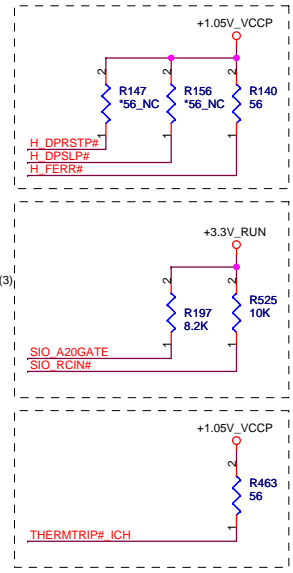 +1.05V_VCCP
2 2 2
R147 R156 R140
*56_NC *56_NC 56
1 1 1
H_DPRSTP#
H_DPSLP#
H_FERR#
+3.3V_RUN
(3)
2 2
R197 R525
8.2K 10K
1 1
SIO_A20GATE
SIO_RCIN#
+1.05V_VCCP
2
R463
56
1
THERMTRIP#_ICH